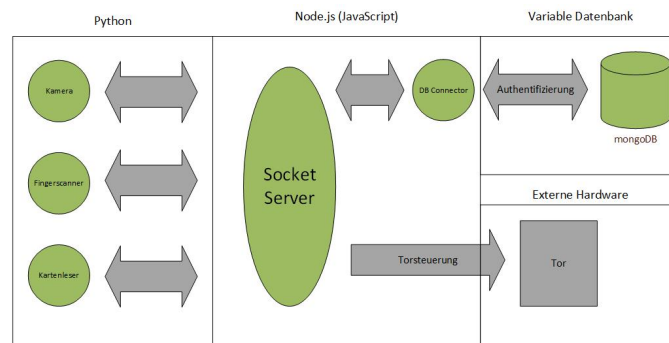 Python
Node.js (JavaScript)
Variable Datenbank
Kamera
Fingerscanner
Kartenleser
Socket
Server
DB Connector
Authentifizierung
mongoDB
Externe Hardware
Torsteuerung
Tor